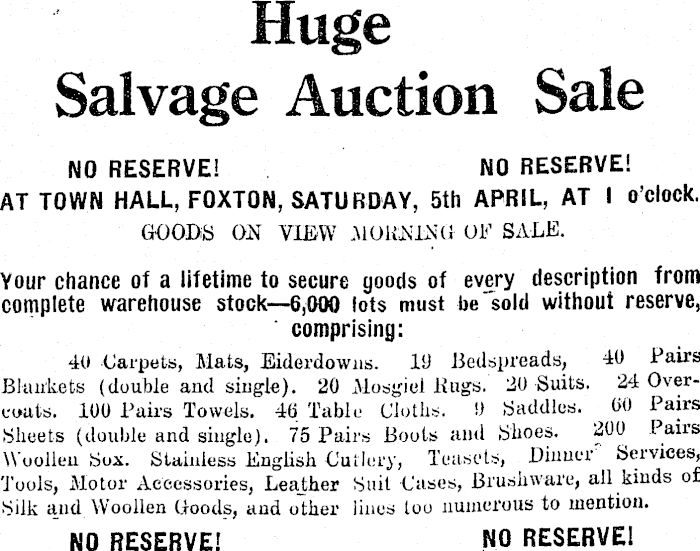 Huge
Salvage Auction Sale
NO RESERVE! NO RESERVE!
AT TOWN HALL, FOXTON, SATURDAY, 5th APRIL, AT 1 o'clock.
GOODS ON VIEW MORNING OF SALE.
Your chance of a lifetime to secure goods of every description from
complete warehouse stock—6,000 lots must be sold without reserve,
comprising:
40 Carpets, Mats, Eiderdowns. 19 Bedspreads, 40 Pairs
Blankets (double and single). 20 Mosgiel Rugs. 20 Suits. 24 Over-
coats. 100 Pairs Towels. 46 Table Cloths. 9 Saddles. 60 Pairs
Sheets (double and single). 75 Pairs Boots and Shoes. 200 Pairs
Woollen Sox. Stainless English Cutlery, Teasets, Dinner Services,
Tools, Motor Accessories, Leather Suit Cases, Brushware, all kinds of
Silk and Woollen Goods, and other lines too numerous to mention.
NO RESERVE! NO RESERVE!